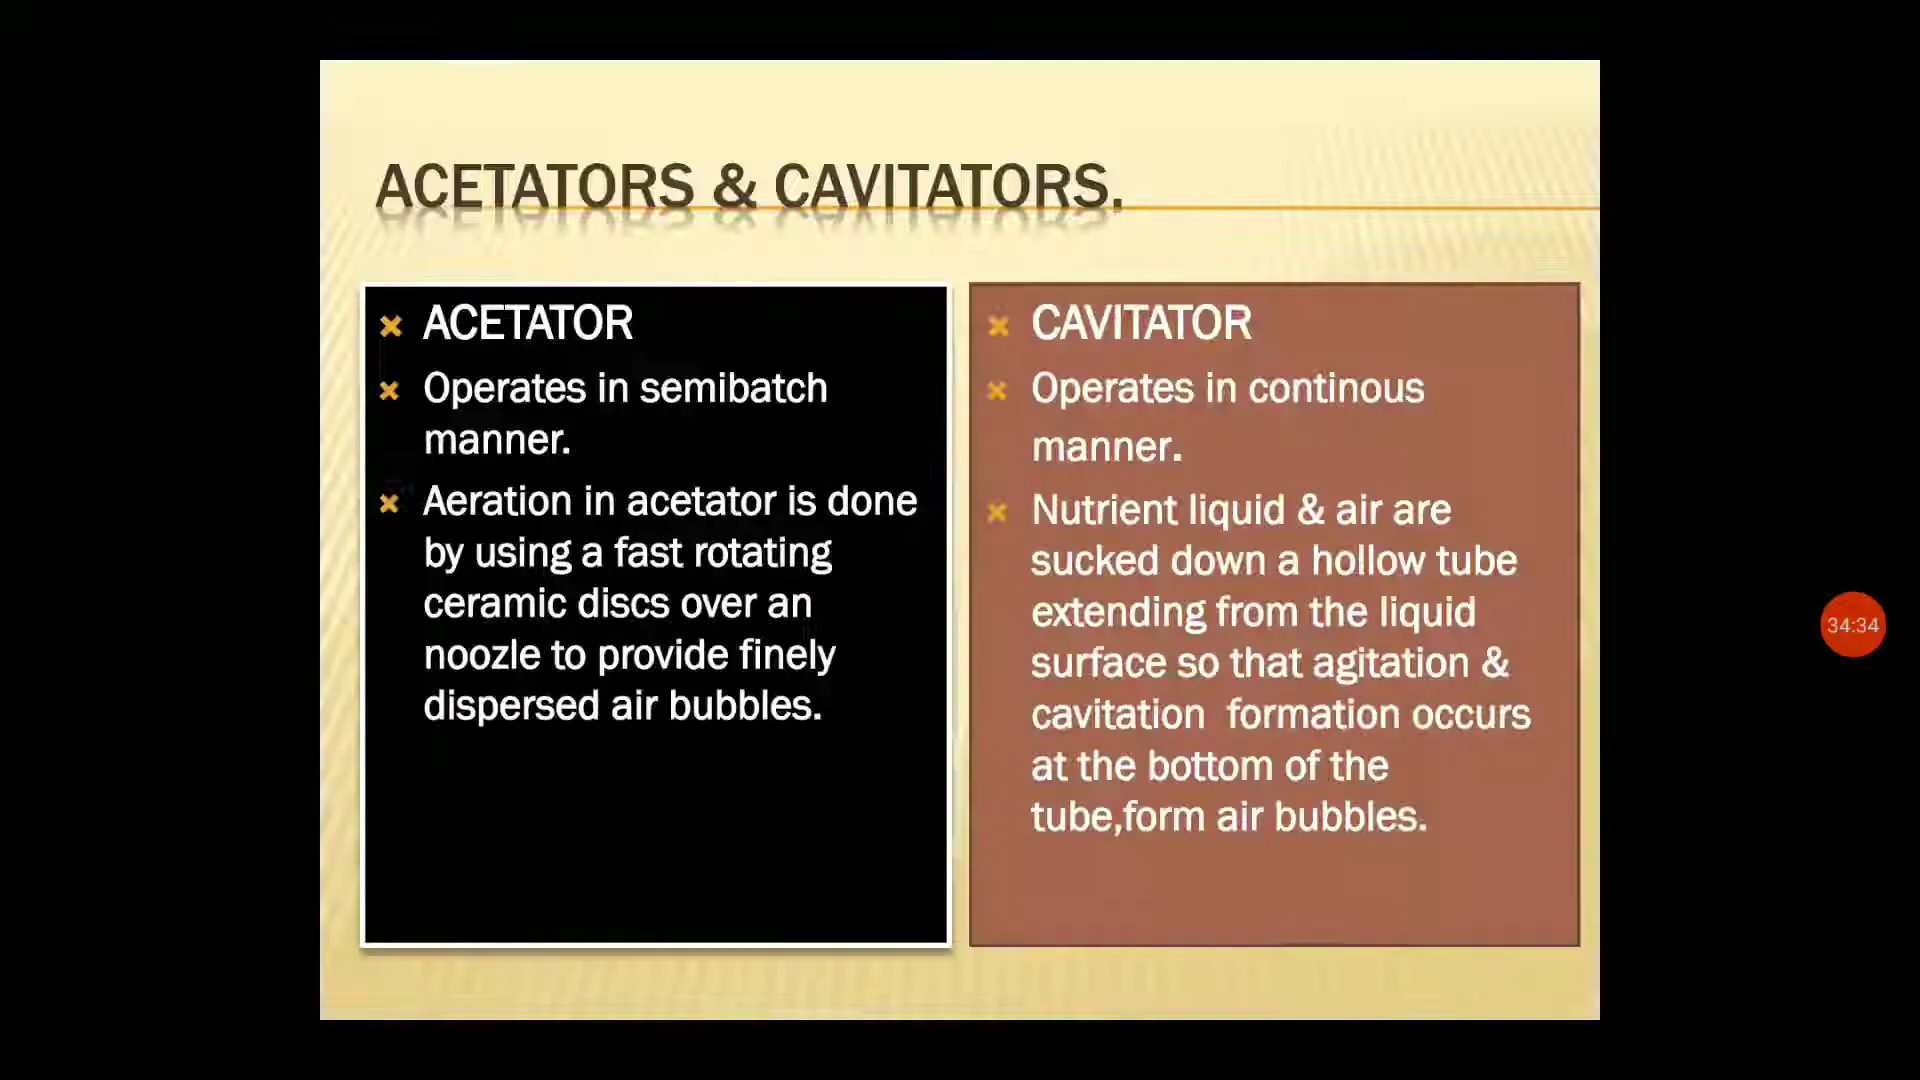 ACETATORS & CAVITATORS.
ACETATOR
Operates in semibatch
manner.
Aeration in acetator is done
by using a fast rotating
ceramic discs over an
noozle to provide finely
dispersed air bubbles.
CAVITATOR
Operates in continous
manner.
Nutrient liquid & air are
sucked down a hollow tube
extending from the liquid
surface so that agitation &
cavitation  formation occurs
at the bottom of the
tube,form air bubbles.
34:34